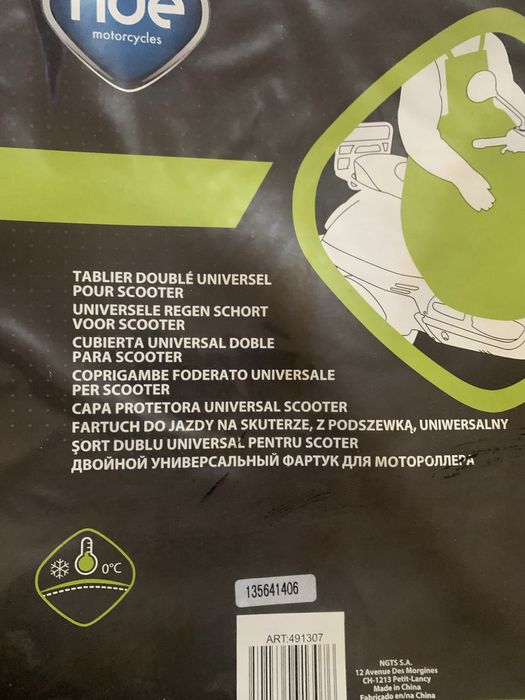 motorcycles
TABLIER DOUBLÉ UNIVERSEL
POUR SCOOTER
UNIVERSELE REGEN SCHORT
VOOR SCOOTER
CUBIERTA UNIVERSAL DOBLE
PARA SCOOTER
COPRIGAMBE FODERATO UNIVERSALE
PER SCOOTER
CAPA PROTETORA UNIVERSAL SCOOTER
FARTUCH DO JAZDY NA SKUTERZE, Z PODSZEWKĄ, UNIWERSALNY
ŞORT DUBLU UNIVERSAL PENTRU SCOTER
ДВОЙНОЙ УНИВЕРСАЛЬНЫЙ ФАРТУК ДЛЯ МОТОРОЛЛЕРА
0°C
135641406
ART:491307
NGTS S.A.
12 Avenue Des Morgines
CH-1213 Petit-Lancy
Made in China
Fabricado en/na China